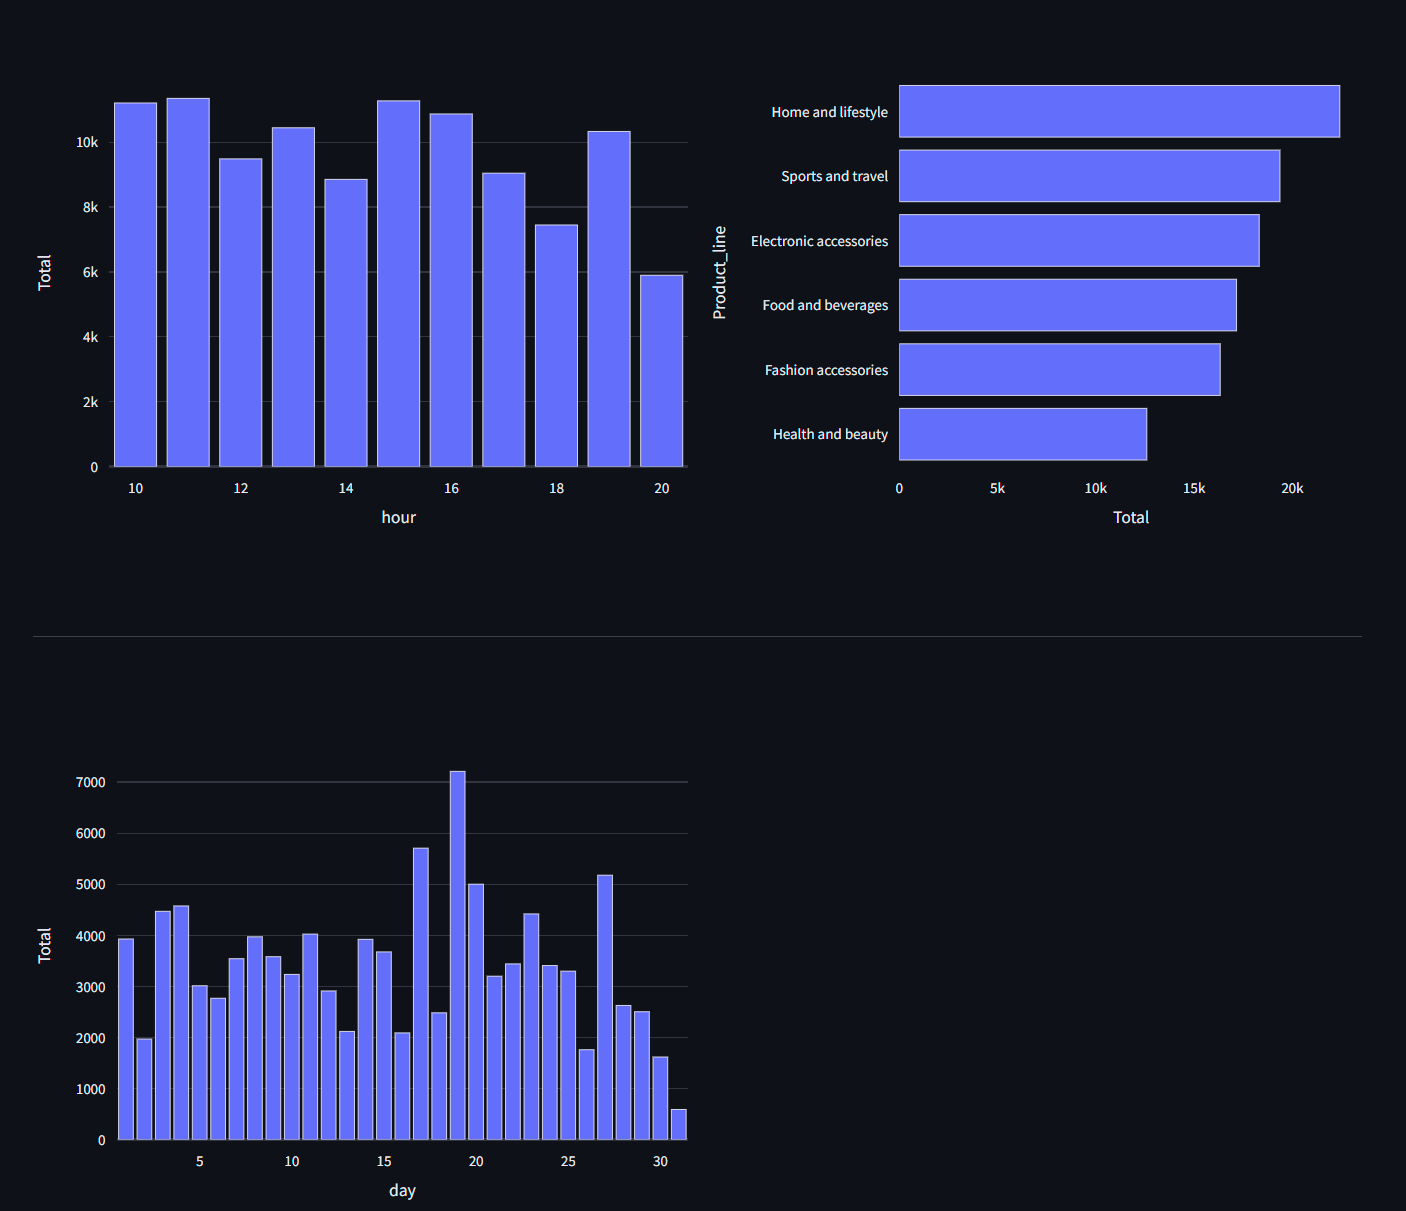 10k
8k
6k
4k
2k
0
Total
10 12 14 16 18 20
hour
Product_line
Home and lifestyle
Sports and travel
Electronic accessories
Food and beverages
Fashion accessories
Health and beauty
0 5k 10k 15k 20k
Total
7000
6000
5000
4000
3000
2000
1000
0
Total
5 10 15 20 25 30
day